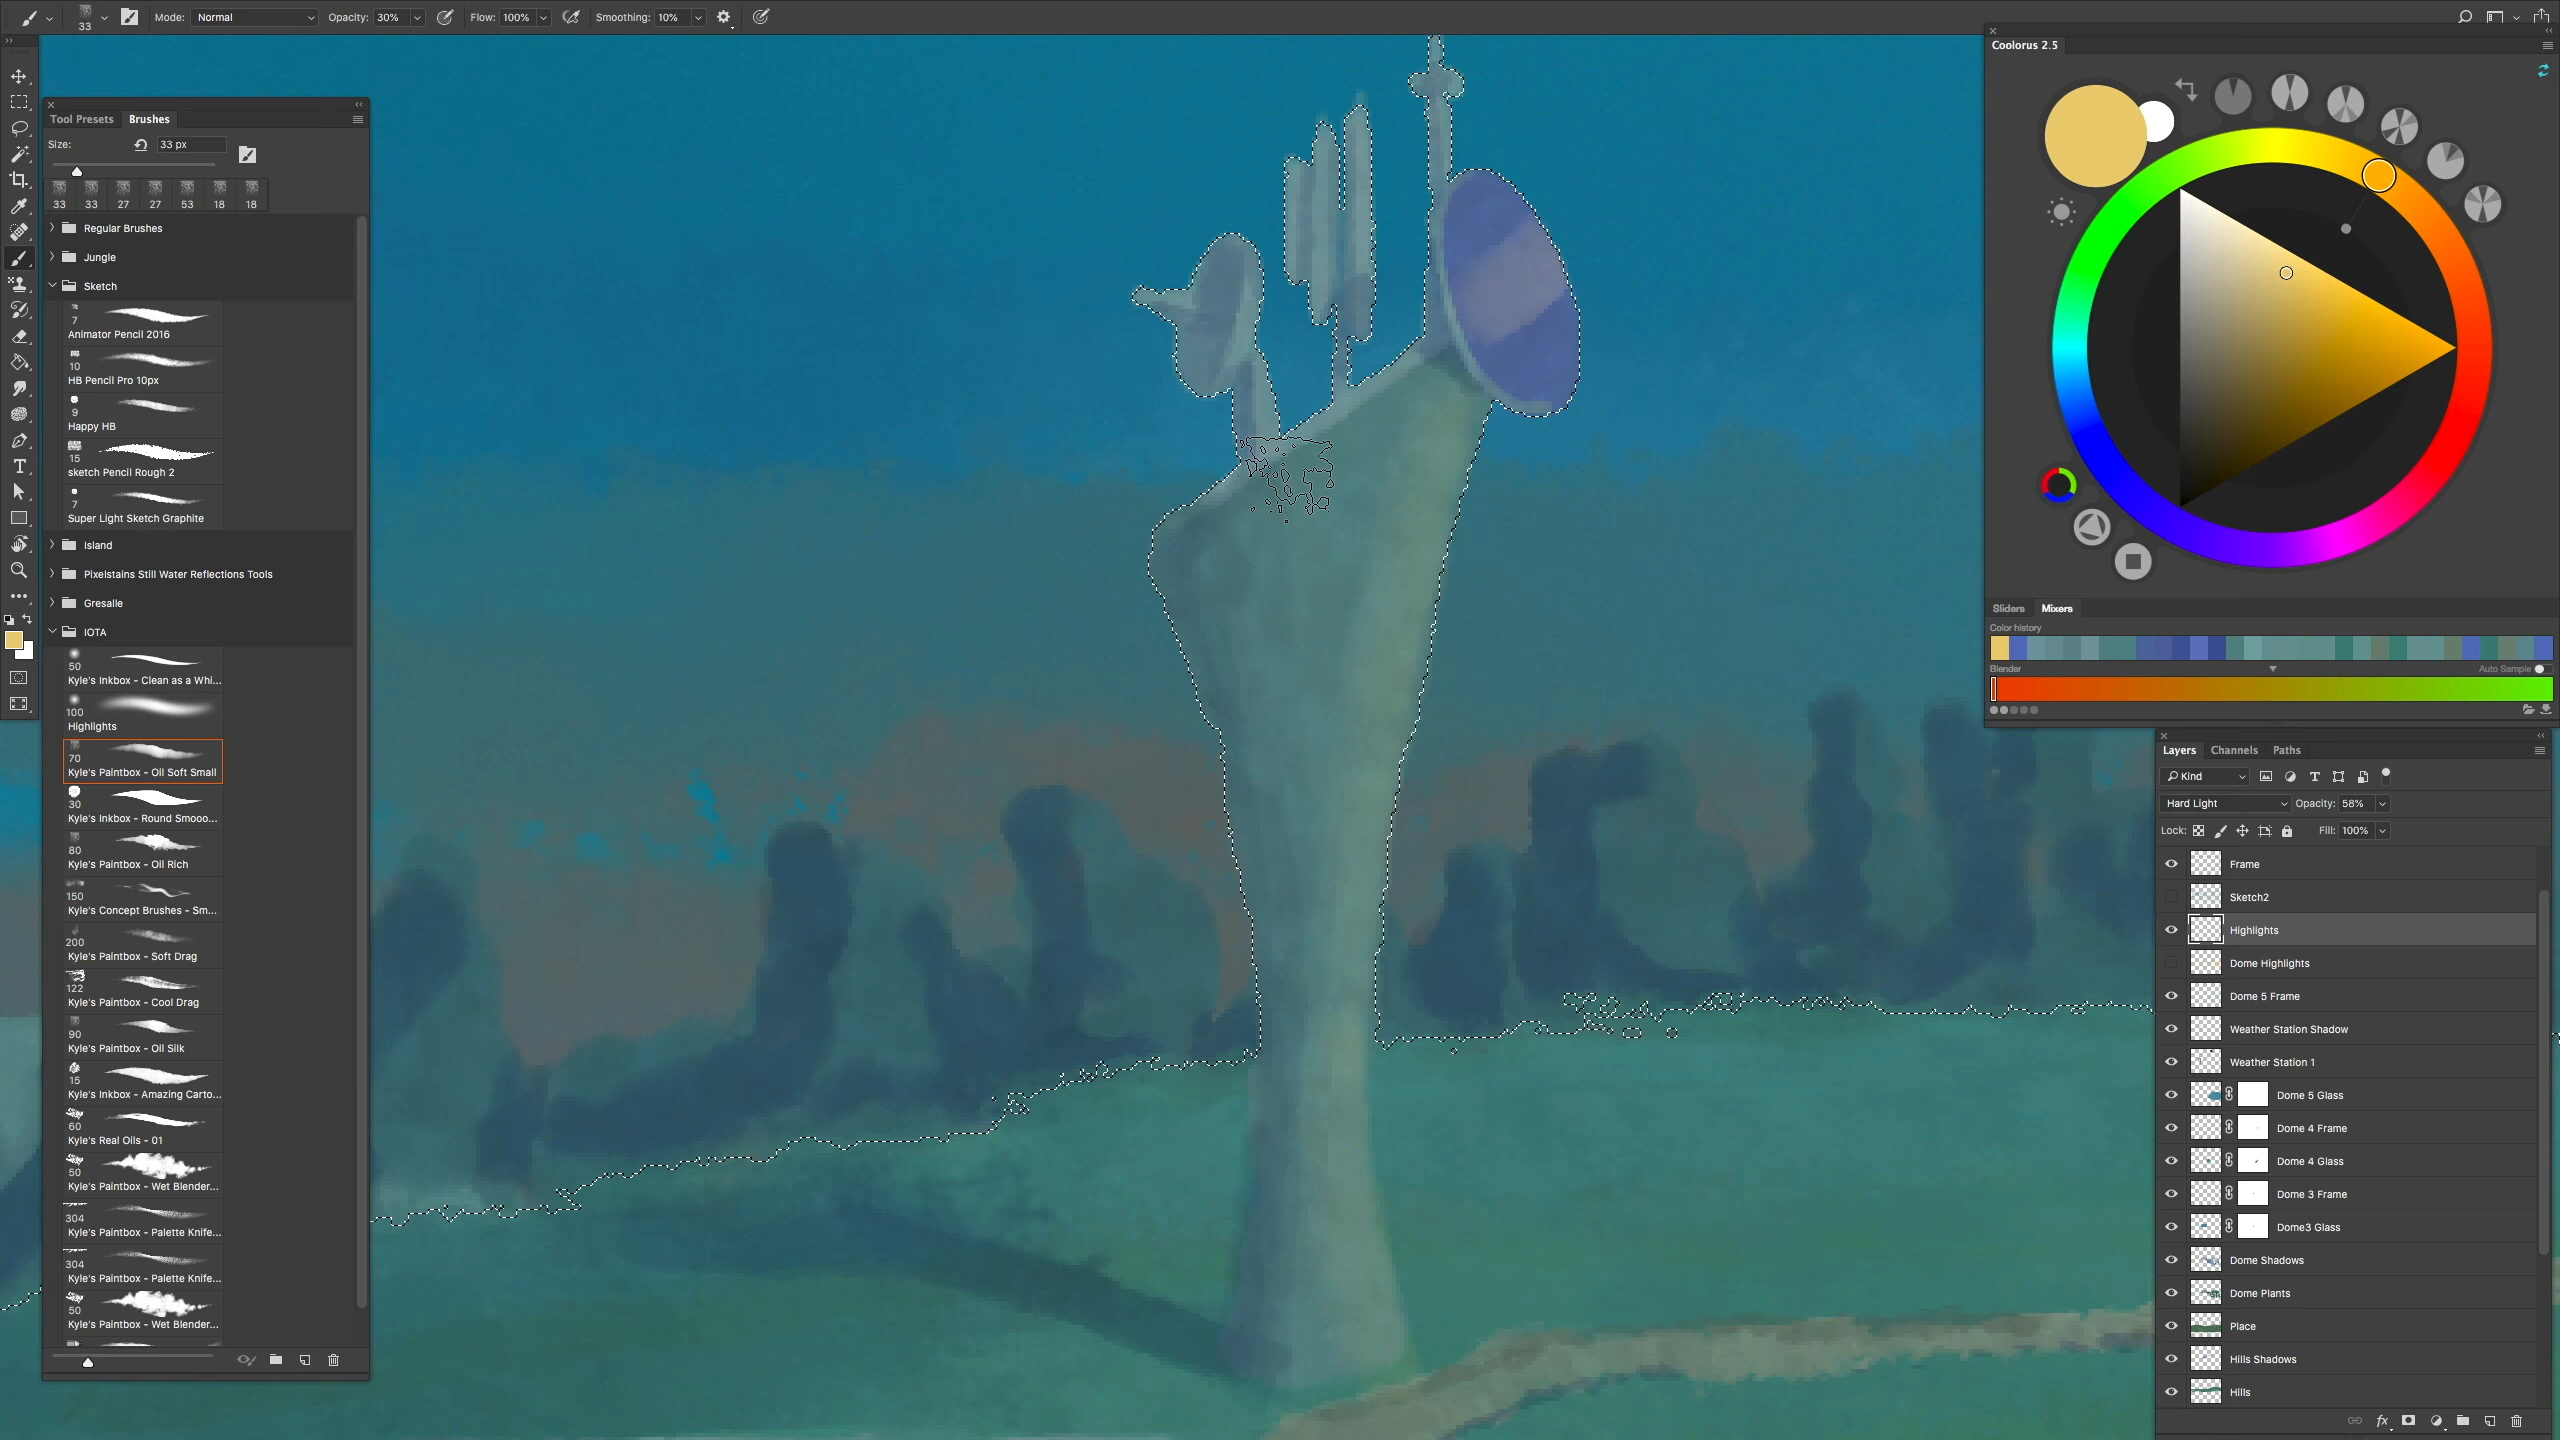 33
Mode: Normal
Opacity: 30%
Flow: 100%
Smoothing: 10%
Tool Presets
Brushes
Size:
33 px
33 33 27 27 53 18 18
Regular Brushes
Jungle
Sketch
7
Animator Pencil 2016
10
HB Pencil Pro 10px
9
Happy HB
15
sketch Pencil Rough 2
7
Super Light Sketch Graphite
Island
Pixelstains Still Water Reflections Tools
Gresalle
IOTA
50
Kyle's Inkbox - Clean as a Whi...
100
Highlights
70
Kyle's Paintbox - Oil Soft Small
30
Kyle's Inkbox - Round Smooo...
80
Kyle's Paintbox - Oil Rich
150
Kyle's Concept Brushes - Sm...
200
Kyle's Paintbox - Soft Drag
122
Kyle's Paintbox - Cool Drag
90
Kyle's Paintbox - Oil Silk
15
Kyle's Inkbox - Amazing Carto...
60
Kyle's Real Oils - 01
50
Kyle's Paintbox - Wet Blender...
304
Kyle's Paintbox - Palette Knife...
304
Kyle's Paintbox - Palette Knife...
50
Kyle's Paintbox - Wet Blender...
Coolorus 2.5
Sliders
Mixers
Color history
Blender
Auto Sample
Layers
Channels
Paths
Kind
Hard Light
Opacity: 58%
Lock:
Fill: 100%
Frame
Sketch2
Highlights
Dome Highlights
Dome 5 Frame
Weather Station Shadow
Weather Station 1
Dome 5 Glass
Dome 4 Frame
Dome 4 Glass
Dome 3 Frame
Dome3 Glass
Dome Shadows
Dome Plants
Place
Hills Shadows
Hills
fx